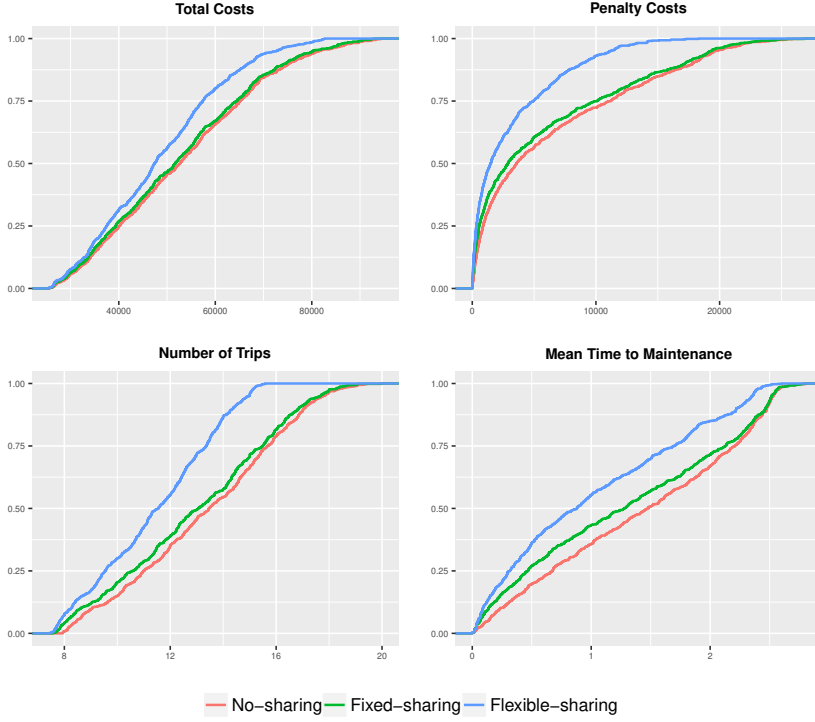 Total Costs
Penalty Costs
1.00
0.75
0.50
0.25
0.00
40000 60000 80000
1.00
0.75
0.50
0.25
0.00
0 10000 20000
Number of Trips
Mean Time to Maintenance
1.00
0.75
0.50
0.25
0.00
8 12 16 20
1.00
0.75
0.50
0.25
0.00
0 1 2
No−sharing Fixed−sharing Flexible−sharing